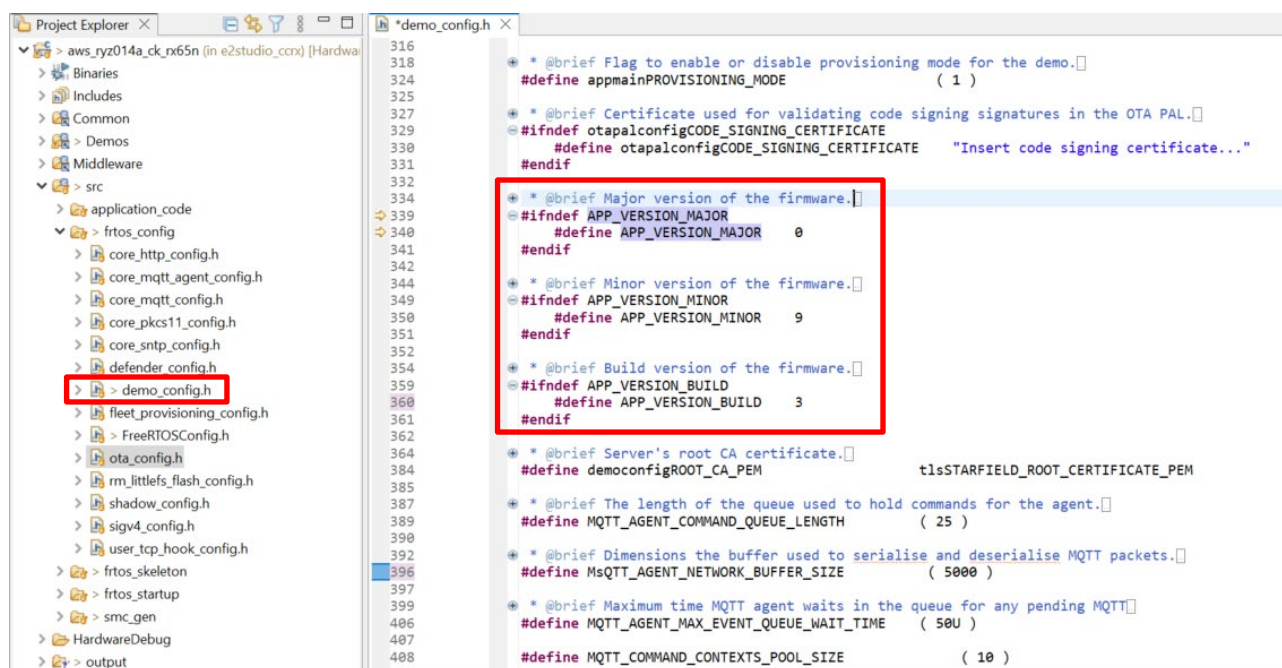 Project Explorer
> aws_ryz014a_ck_rx65n (in e2studio_ccrx) [Hardwa
Binaries
Includes
Common
> Demos
Middleware
> src
application_code
> frtos_config
core_http_config.h
core_mqtt_agent_config.h
core_mqtt_config.h
core_pkcs11_config.h
core_sntp_config.h
defender_config.h
> demo_config.h
fleet_provisioning_config.h
> FreeRTOSConfig.h
ota_config.h
rm_littlefs_flash_config.h
shadow_config.h
sigv4_config.h
user_tcp_hook_config.h
> frtos_skeleton
> frtos_startup
> smc_gen
HardwareDebug
> output
*demo_config.h
316
318 * @brief Flag to enable or disable provisioning mode for the demo.
324 #define appmainPROVISIONING_MODE ( 1 )
325
327 * @brief Certificate used for validating code signing signatures in the OTA PAL.
329 #ifndef otapalconfigCODE_SIGNING_CERTIFICATE
330 #define otapalconfigCODE_SIGNING_CERTIFICATE "Insert code signing certificate..."
331 #endif
332
334 * @brief Major version of the firmware.
339 #ifndef APP_VERSION_MAJOR
340 #define APP_VERSION_MAJOR 0
341 #endif
342
344 * @brief Minor version of the firmware.
349 #ifndef APP_VERSION_MINOR
350 #define APP_VERSION_MINOR 9
351 #endif
352
354 * @brief Build version of the firmware.
359 #ifndef APP_VERSION_BUILD
360 #define APP_VERSION_BUILD 3
361 #endif
362
364 * @brief Server's root CA certificate.
384 #define democonfigROOT_CA_PEM tlsSTARFIELD_ROOT_CERTIFICATE_PEM
385
387 * @brief The length of the queue used to hold commands for the agent.
389 #define MQTT_AGENT_COMMAND_QUEUE_LENGTH ( 25 )
390
392 * @brief Dimensions the buffer used to serialise and deserialise MQTT packets.
396 #define MsQTT_AGENT_NETWORK_BUFFER_SIZE ( 5000 )
397
399 * @brief Maximum time MQTT agent waits in the queue for any pending MQTT
406 #define MQTT_AGENT_MAX_EVENT_QUEUE_WAIT_TIME ( 50U )
407
408 #define MQTT_COMMAND_CONTEXTS_POOL_SIZE ( 10 )